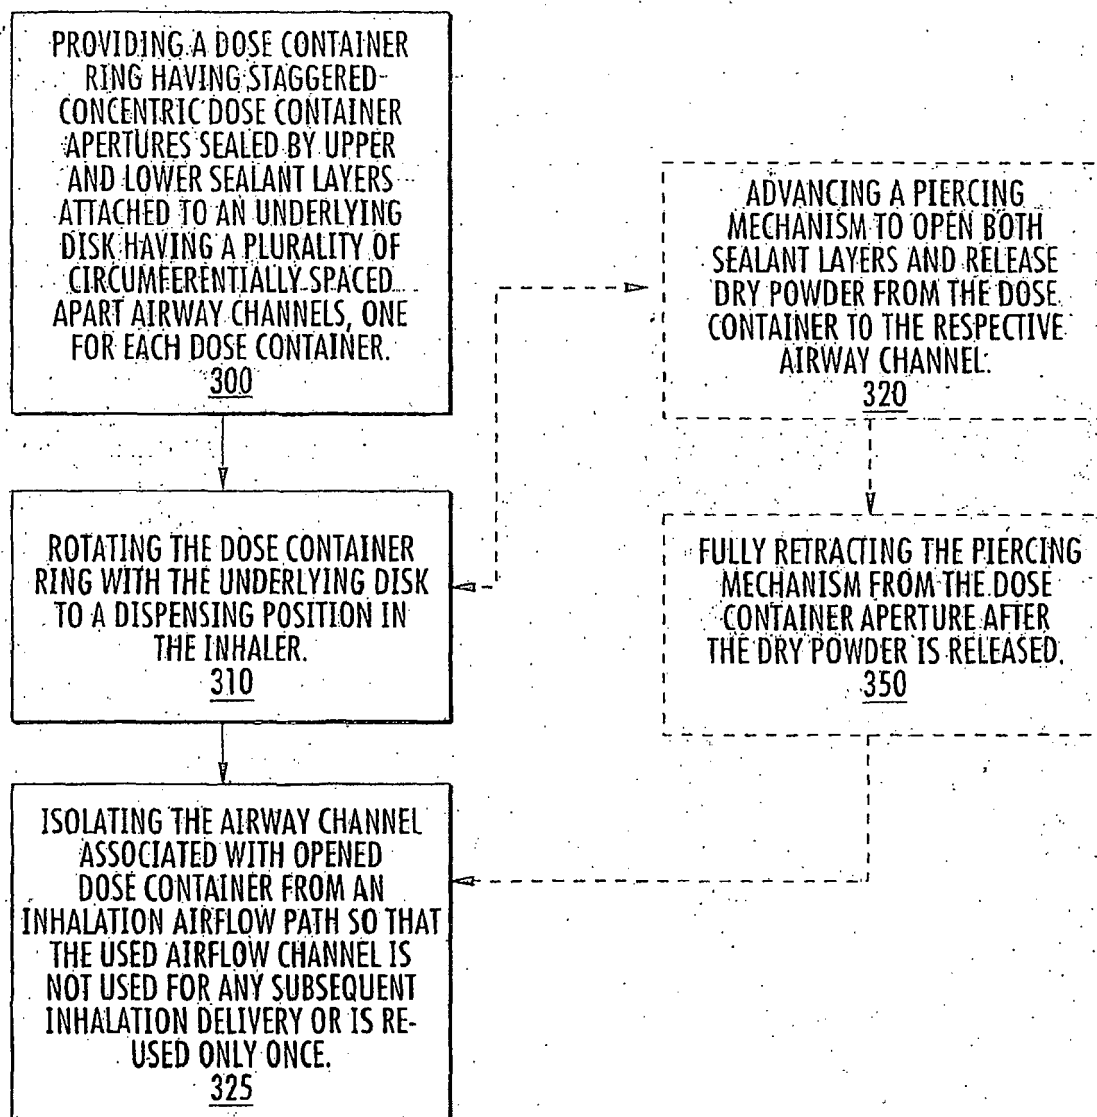 PROVIDING A DOSE CONTAINER
RING HAVING STAGGERED
CONCENTRIC DOSE CONTAINER
APERTURES SEALED BY UPPER
AND LOWER SEALANT LAYERS
ATTACHED TO AN UNDERLYING
DISK HAVING A PLURALITY OF
CIRCUMFERENTIALLY SPACED
APART AIRWAY CHANNELS, ONE
FOR EACH DOSE CONTAINER.
300
ROTATING THE DOSE CONTAINER
RING WITH THE UNDERLYING DISK
TO A DISPENSING POSITION IN
THE INHALER.
310
ISOLATING THE AIRWAY CHANNEL
ASSOCIATED WITH OPENED
DOSE CONTAINER FROM AN
INHALATION AIRFLOW PATH SO THAT
THE USED AIRFLOW CHANNEL IS
NOT USED FOR ANY SUBSEQUENT
INHALATION DELIVERY OR IS RE-
USED ONLY ONCE.
325
ADVANCING A PIERCING
MECHANISM TO OPEN BOTH
SEALANT LAYERS AND RELEASE
DRY POWDER FROM THE DOSE
CONTAINER TO THE RESPECTIVE
AIRWAY CHANNEL.
320
FULLY RETRACTING THE PIERCING
MECHANISM FROM THE DOSE
CONTAINER APERTURE AFTER
THE DRY POWDER IS RELEASED.
350